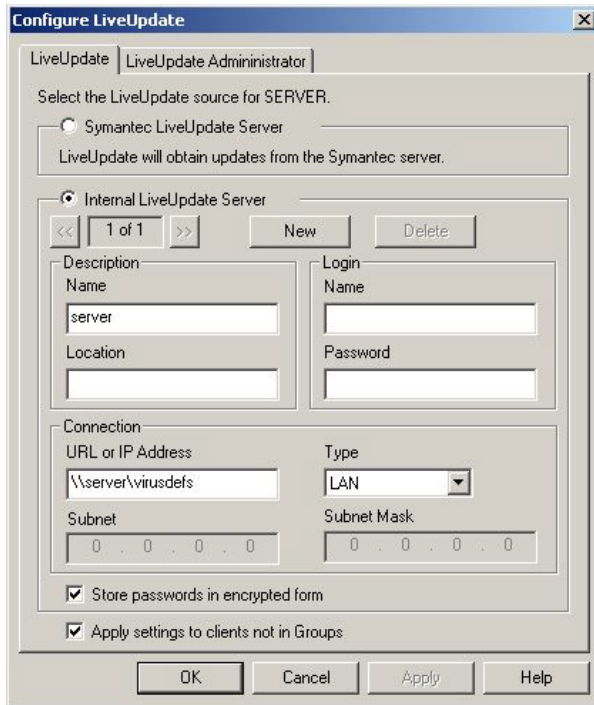 Configure LiveUpdate
LiveUpdate
LiveUpdate Admininistrator
Select the LiveUpdate source for SERVER.
Symantec LiveUpdate Server
LiveUpdate will obtain updates from the Symantec server.
Internal LiveUpdate Server
<< 1 of 1 >> New Delete
Description
Name
server
Location
Login
Name
Password
Connection
URL or IP Address
\\server\virusdefs
Type
LAN
Subnet
0 . 0 . 0 . 0
Subnet Mask
0 . 0 . 0 . 0
Store passwords in encrypted form
Apply settings to clients not in Groups
OK Cancel Apply Help